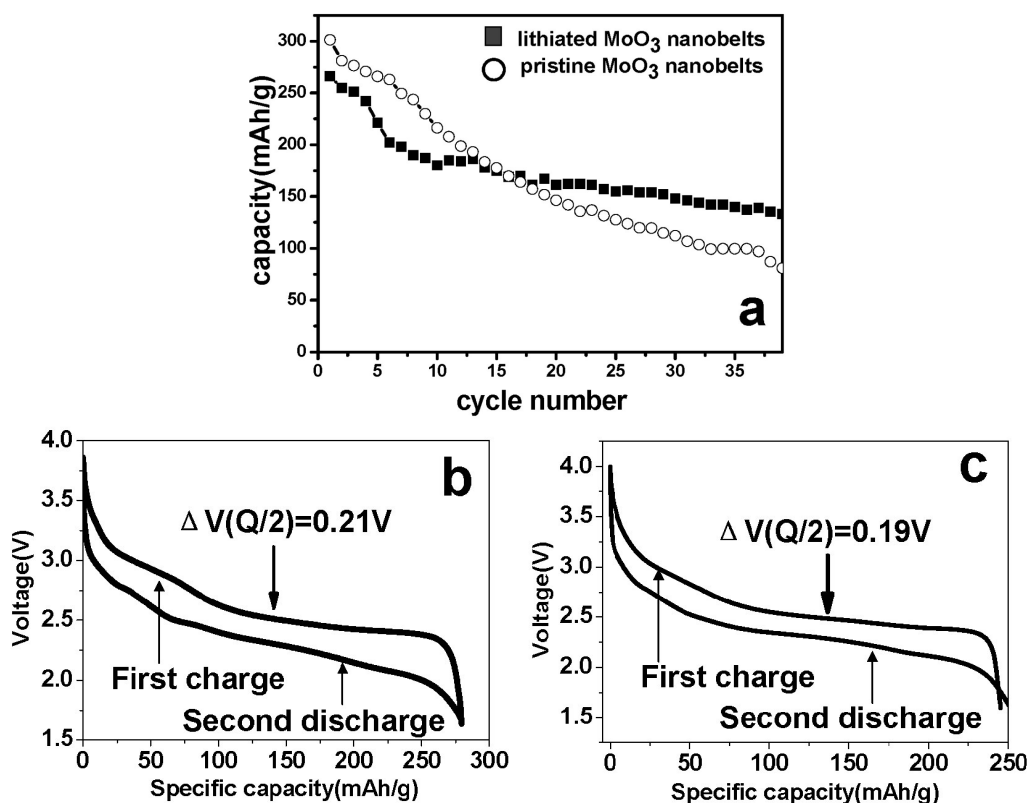 lithiated MoO3 nanobelts
pristine MoO3 nanobelts
capacity(mAh/g)
300
250
200
150
100
50
0
0 5 10 15 20 25 30 35
cycle number
a
b
4.0
3.5
3.0
2.5
2.0
1.5
Voltage(V)
Δ V(Q/2)=0.21V
First charge
Second discharge
0 50 100 150 200 250 300
Specific capacity(mAh/g)
c
4.0
3.5
3.0
2.5
2.0
1.5
Voltage(V)
Δ V(Q/2)=0.19V
First charge
Second discharge
0 50 100 150 200 250
Specific capacity(mAh/g)